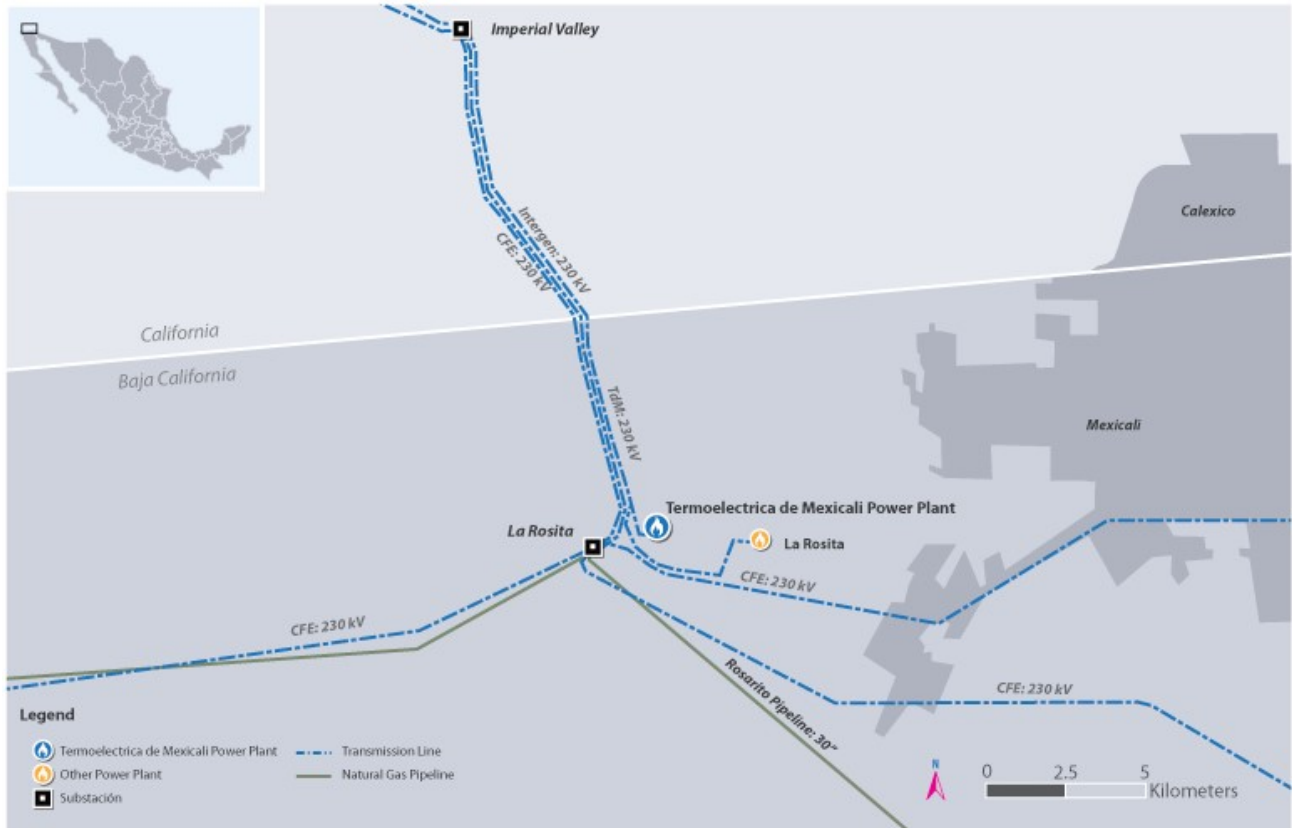 Imperial Valley
Calexico
Intergen: 230 kV
CFE: 230 kV
California
Baja California
TdM: 230 kV
Mexicali
Termoelectrica de Mexicali Power Plant
La Rosita
La Rosita
CFE: 230 kV
CFE: 230 kV
Rosarito Pipeline: 30"
CFE: 230 kV
Legend
Termoelectrica de Mexicali Power Plant
Transmission Line
Other Power Plant
Natural Gas Pipeline
Substación
N
0 2.5 5
Kilometers